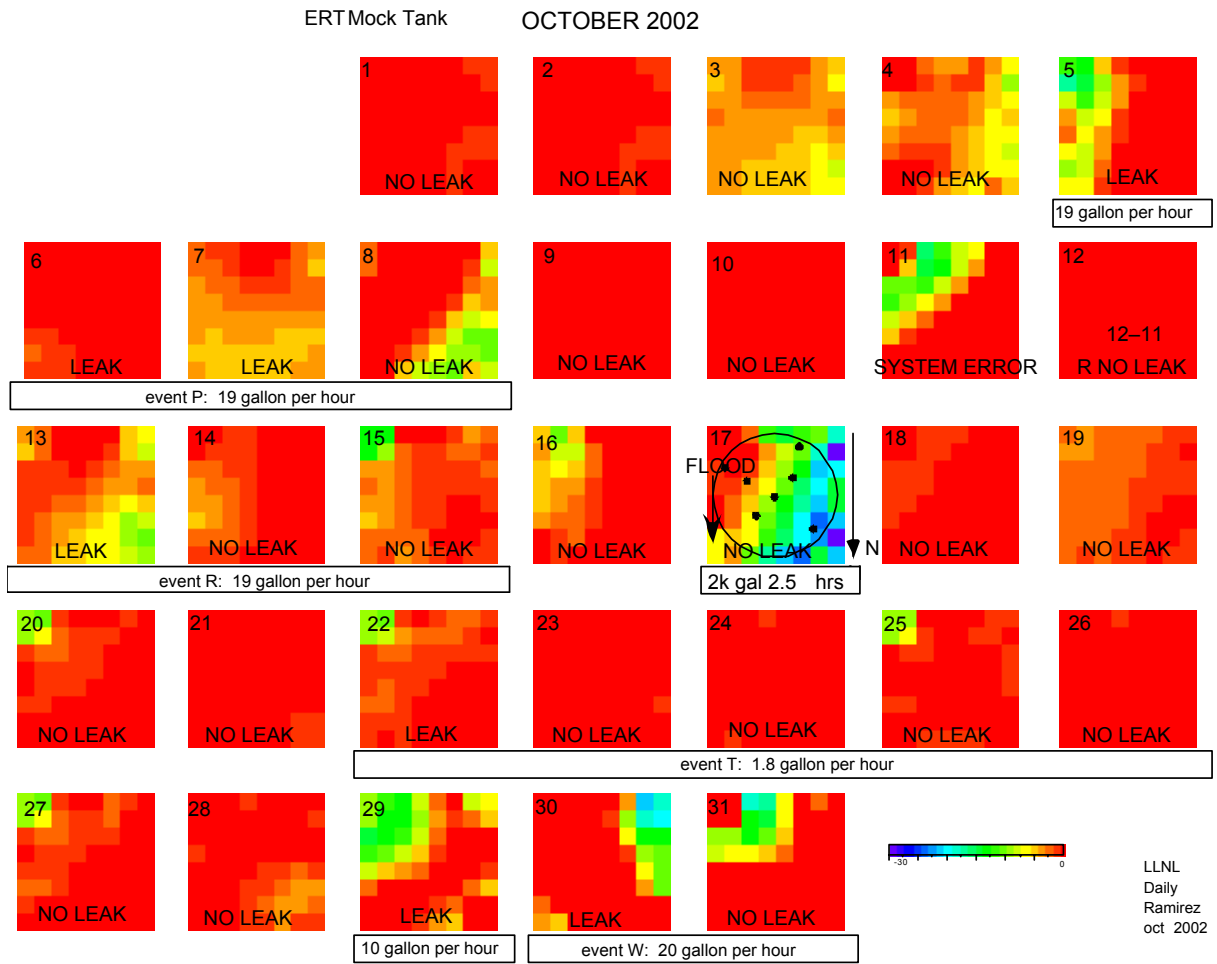 ERT Mock Tank OCTOBER 2002
1 2 3 4 5
NO LEAK NO LEAK NO LEAK NO LEAK LEAK
19 gallon per hour
6 7 8 9 10 11 12
12–11
LEAK LEAK NO LEAK NO LEAK NO LEAK SYSTEM ERROR R NO LEAK
event P: 19 gallon per hour
13 14 15 16 17 18 19
FLOOD
LEAK NO LEAK NO LEAK NO LEAK NO LEAK N NO LEAK NO LEAK
event R: 19 gallon per hour 2k gal 2.5 hrs
20 21 22 23 24 25 26
NO LEAK NO LEAK LEAK NO LEAK NO LEAK NO LEAK NO LEAK
event T: 1.8 gallon per hour
27 28 29 30 31
-30 0
NO LEAK NO LEAK LEAK LEAK NO LEAK
10 gallon per hour event W: 20 gallon per hour
LLNL
Daily
Ramirez
oct 2002